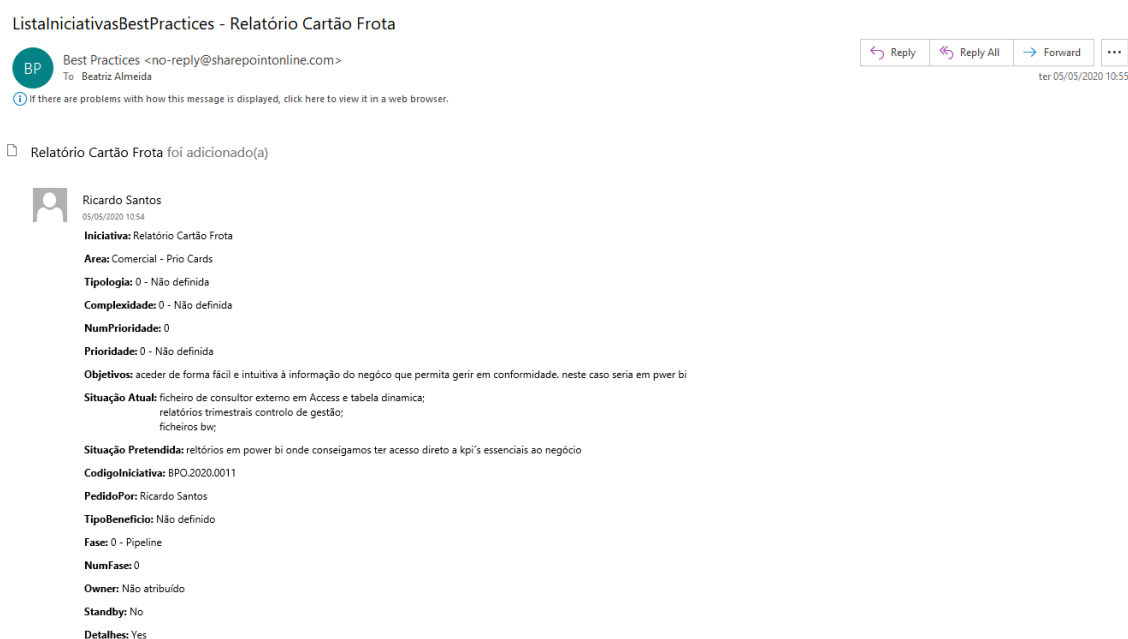 ListaIniciativasBestPractices - Relatório Cartão Frota
BP
Best Practices <no-reply@sharepointonline.com>
To Beatriz Almeida
Reply
Reply All
Forward
ter 05/05/2020 10:55
If there are problems with how this message is displayed, click here to view it in a web browser.
Relatório Cartão Frota foi adicionado(a)
Ricardo Santos
05/05/2020 10:54
Iniciativa: Relatório Cartão Frota
Area: Comercial - Prio Cards
Tipologia: 0 - Não definida
Complexidade: 0 - Não definida
NumPrioridade: 0
Prioridade: 0 - Não definida
Objetivos: aceder de forma fácil e intuitiva à informação do negóco que permita gerir em conformidade. neste caso seria em pwer bi
Situação Atual: ficheiro de consultor externo em Access e tabela dinamica;
relatórios trimestrais controlo de gestão;
ficheiros bw;
Situação Pretendida: reltórios em power bi onde conseigamos ter acesso direto a kpi´s essenciais ao negócio
CodigoIniciativa: BPO.2020.0011
PedidoPor: Ricardo Santos
TipoBeneficio: Não definido
Fase: 0 - Pipeline
NumFase: 0
Owner: Não atribuído
Standby: No
Detalhes: Yes